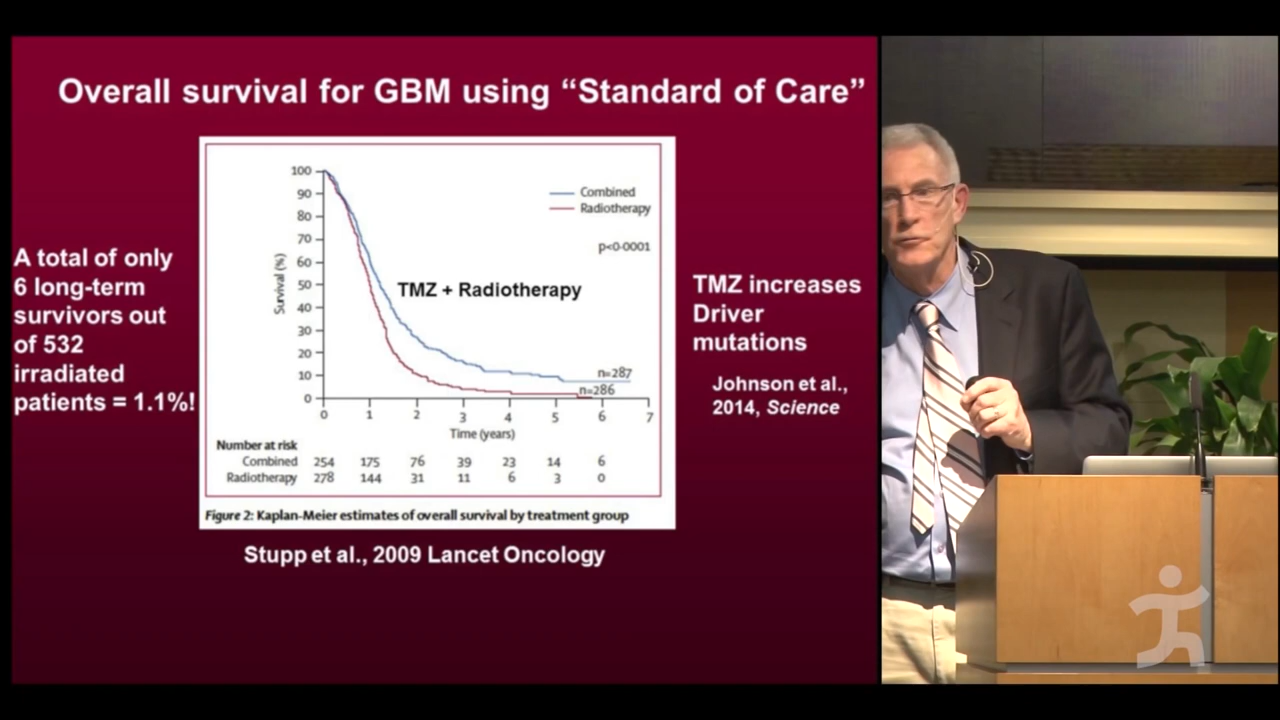 Overall survival for GBM using “Standard of Care”
A total of only
6 long-term
survivors out
of 532
irradiated
patients = 1.1%!
100
90
80
70
60
50
40
30
20
10
0
Survival (%)
Combined
Radiotherapy
p<0·0001
TMZ + Radiotherapy
n=287
n=286
0 1 2 3 4 5 6 7
Time (years)
Number at risk
Combined 254 175 76 39 23 14 6
Radiotherapy 278 144 31 11 6 3 0
Figure 2: Kaplan-Meier estimates of overall survival by treatment group
Stupp et al., 2009 Lancet Oncology
TMZ increases
Driver
mutations
Johnson et al.,
2014, Science